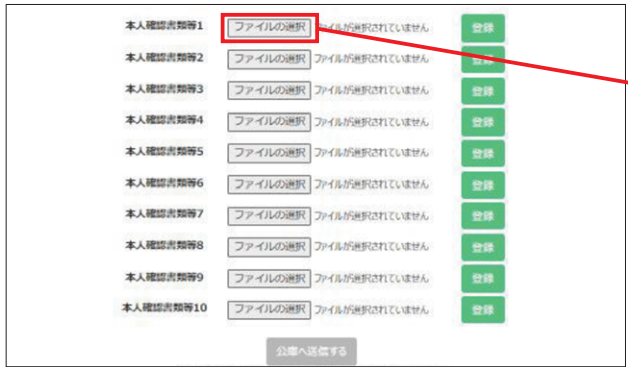 本人確認書類等1 ファイルの選択 ファイルが選択されていません 登録
本人確認書類等2 ファイルの選択 ファイルが選択されていません 登録
本人確認書類等3 ファイルの選択 ファイルが選択されていません 登録
本人確認書類等4 ファイルの選択 ファイルが選択されていません 登録
本人確認書類等5 ファイルの選択 ファイルが選択されていません 登録
本人確認書類等6 ファイルの選択 ファイルが選択されていません 登録
本人確認書類等7 ファイルの選択 ファイルが選択されていません 登録
本人確認書類等8 ファイルの選択 ファイルが選択されていません 登録
本人確認書類等9 ファイルの選択 ファイルが選択されていません 登録
本人確認書類等10 ファイルの選択 ファイルが選択されていません 登録
公庫へ送信する